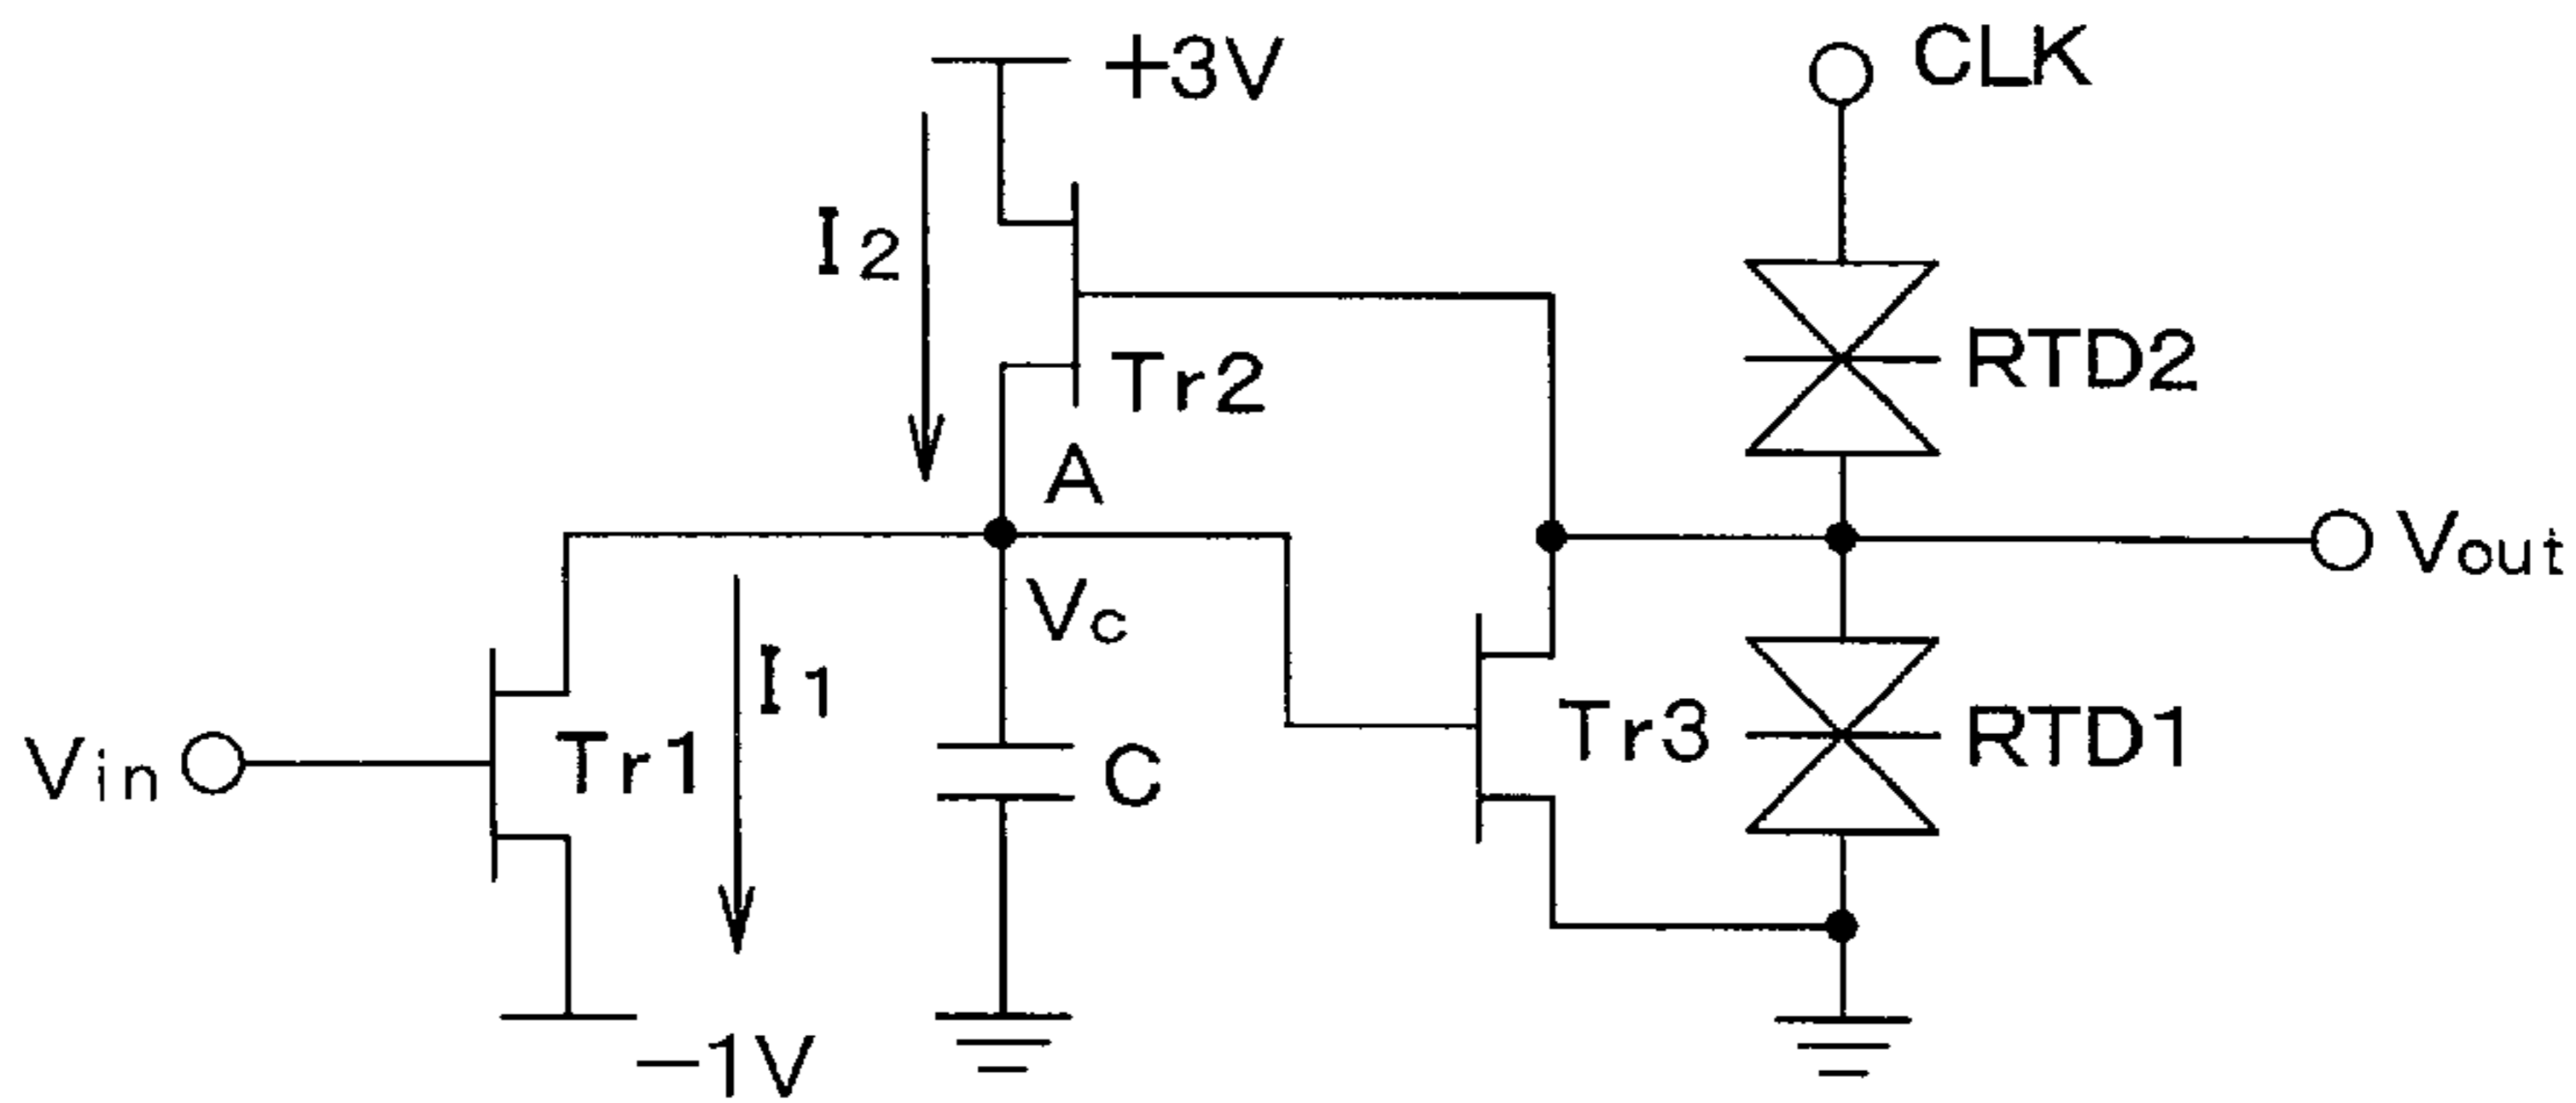 +3V
CLK
I2
Tr2
RTD2
A
Vout
Vc
I1
Vin
Tr1
C
Tr3
RTD1
−1V